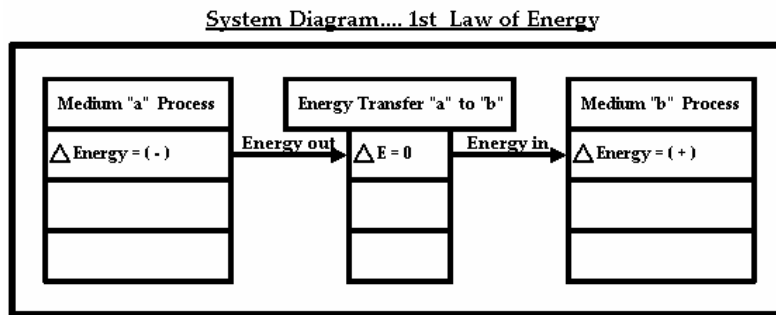 System Diagram.... 1st Law of Energy
Medium "a" Process
Energy Transfer "a" to "b"
Medium "b" Process
△ Energy = ( - )
Energy out
△ E = 0
Energy in
△ Energy = ( + )